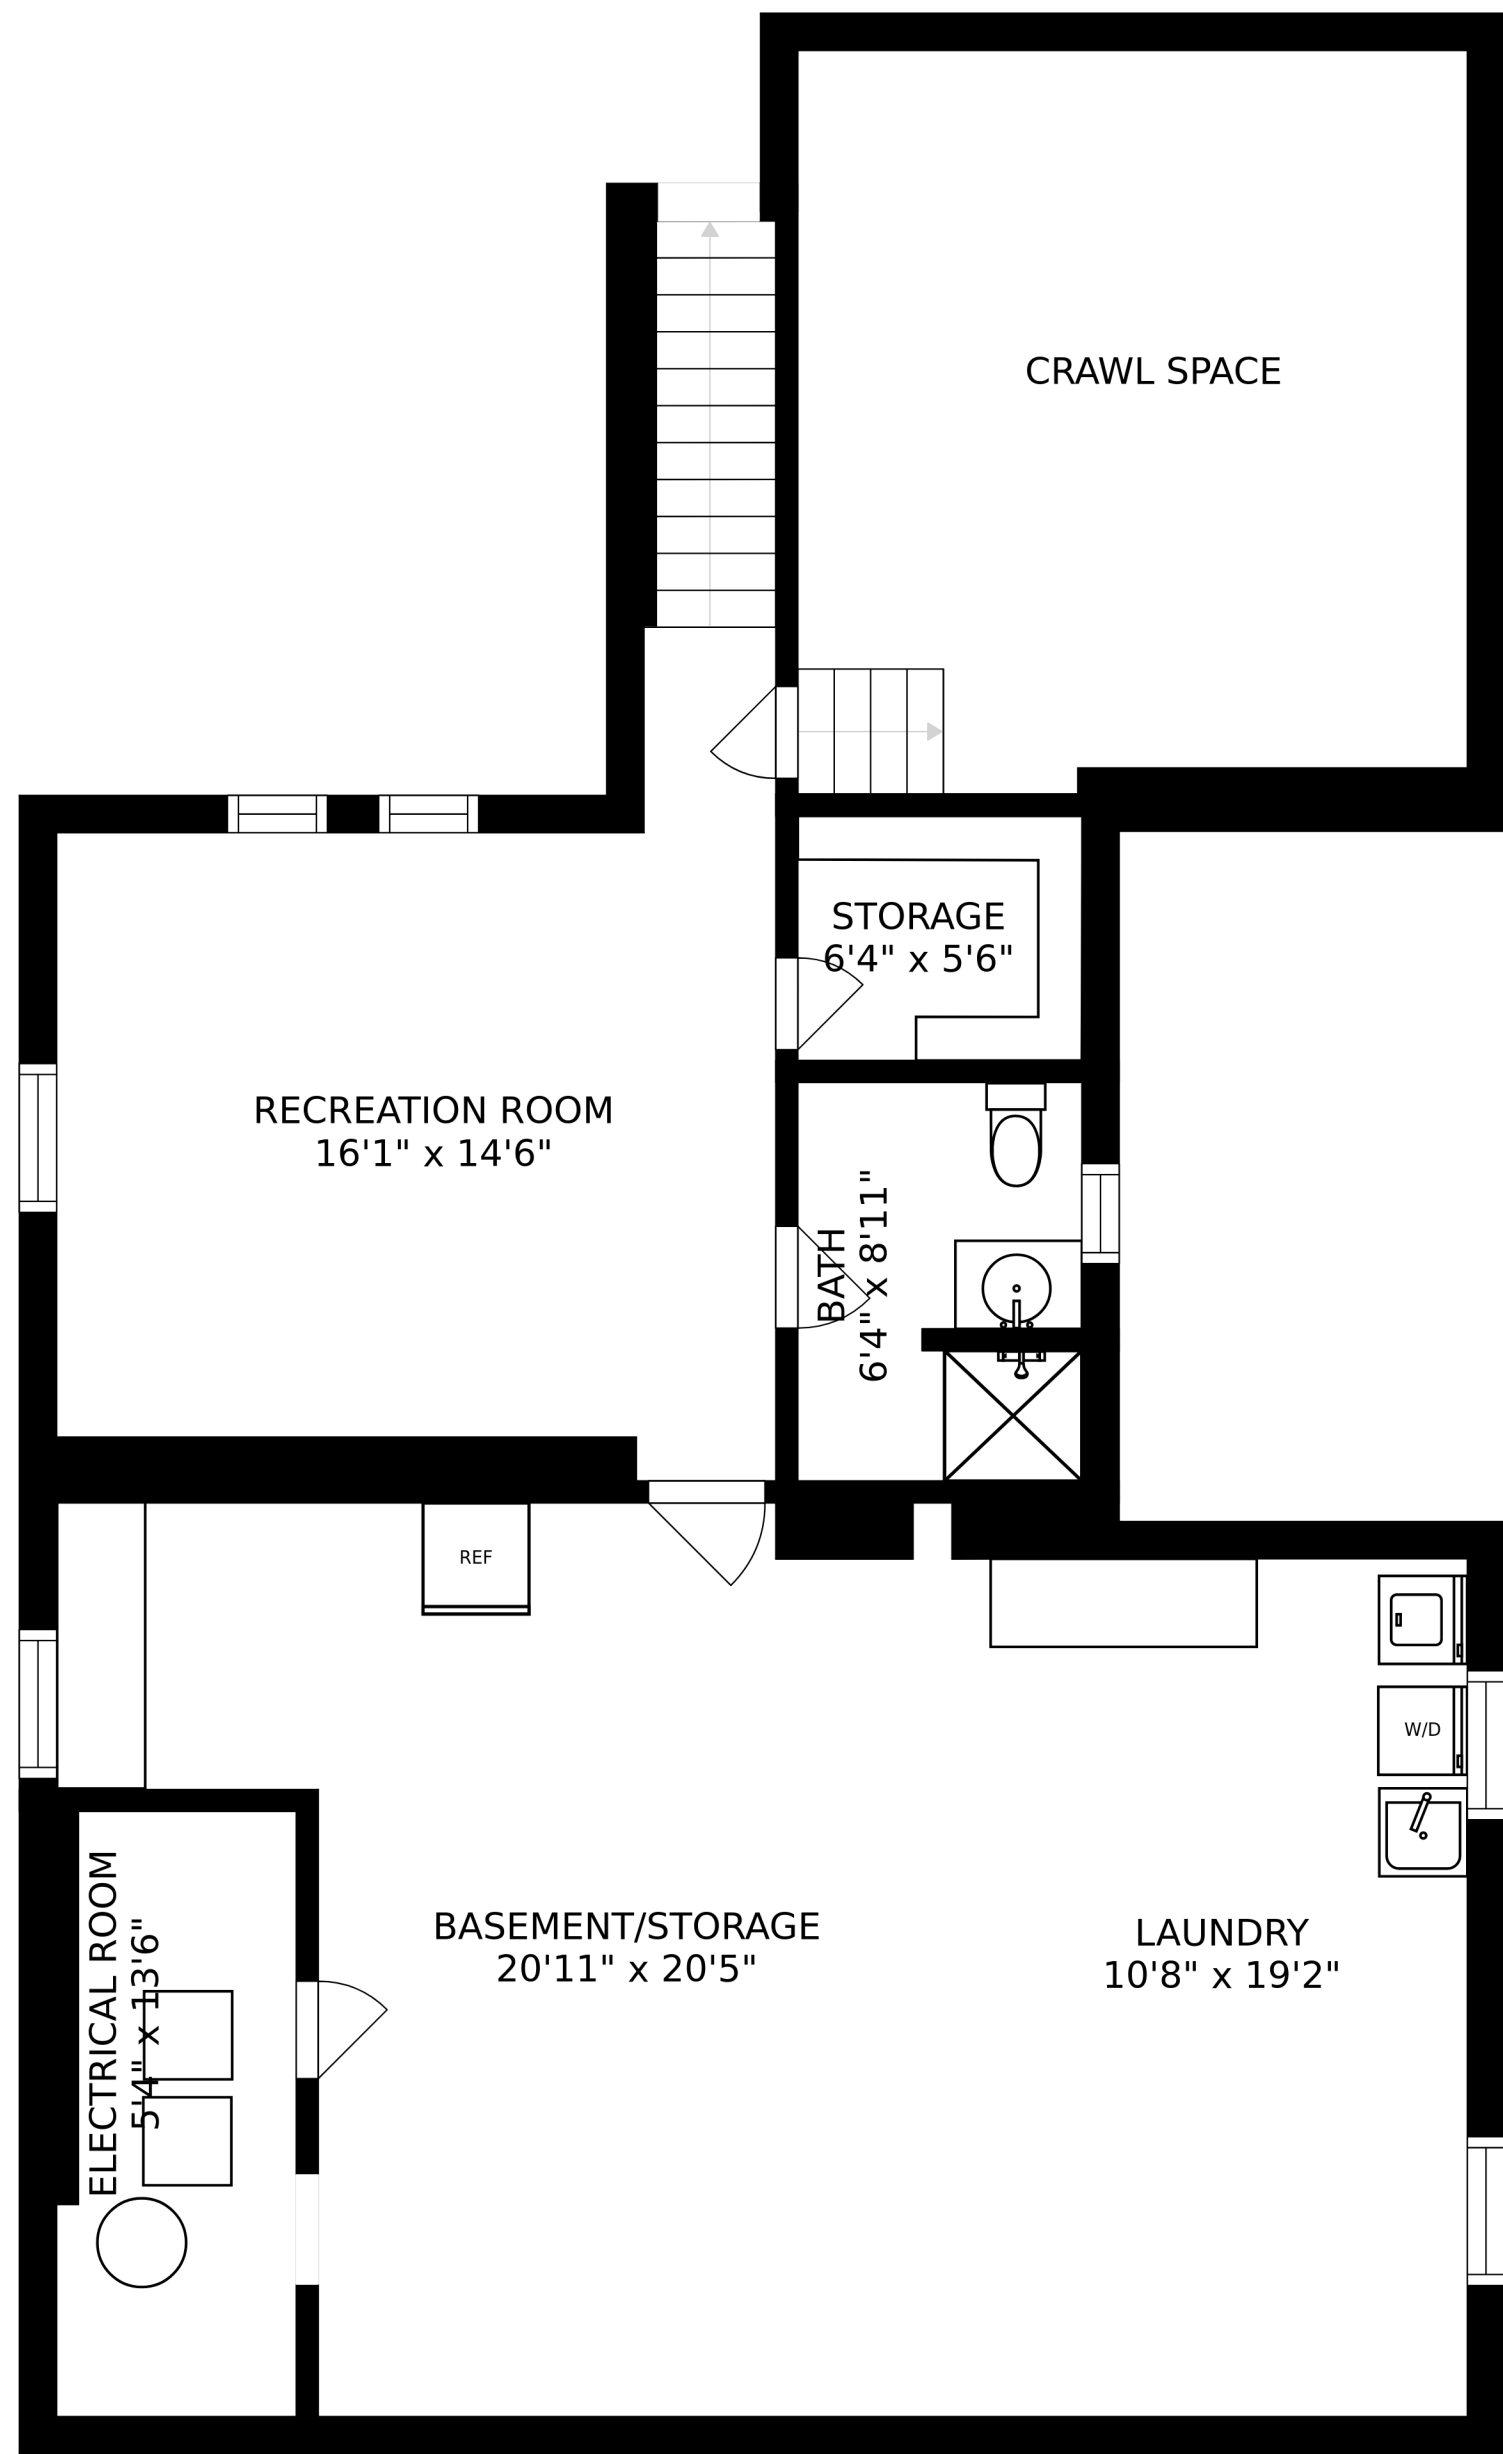 CRAWL SPACE
STORAGE
6'4" x 5'6"
RECREATION ROOM
16'1" x 14'6"
BATH
6'4" x 8'11"
REF
W/D
ELECTRICAL ROOM
5'4" x 13'6"
BASEMENT/STORAGE
20'11" x 20'5"
LAUNDRY
10'8" x 19'2"